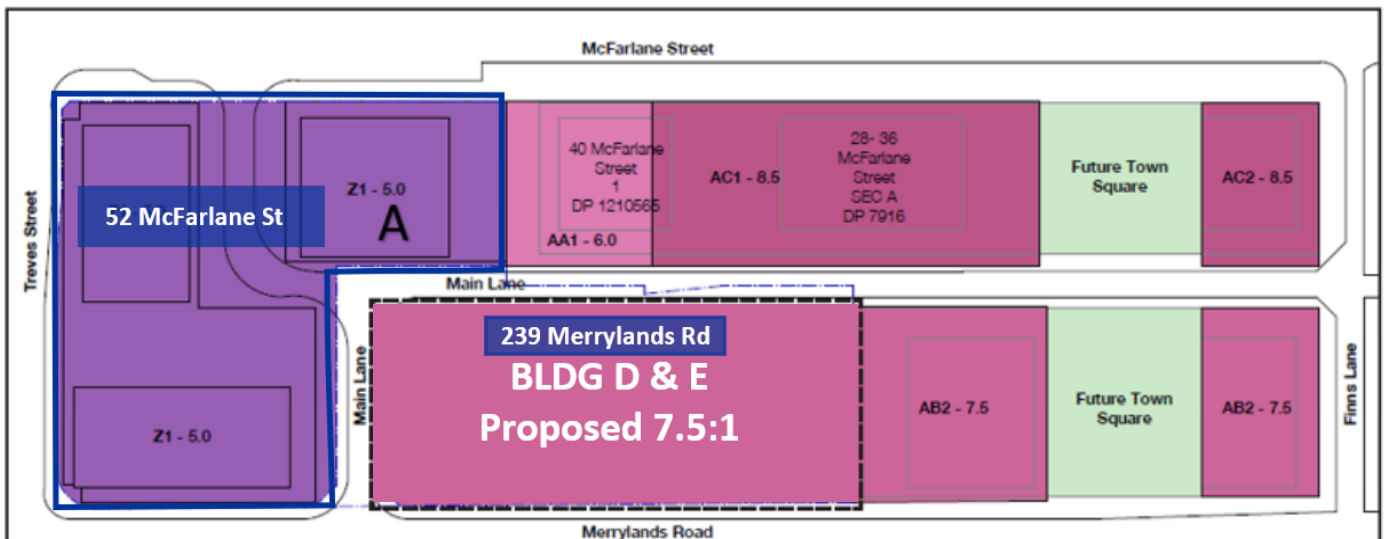 McFarlane Street
Treves Street
52 McFarlane St
Z1 - 5.0
A
40 McFarlane
Street
1
DP 1210565
AA1 - 6.0
AC1 - 8.5
28- 36
McFarlane
Street
SEC A
DP 7916
Future Town
Square
AC2 - 8.5
Main Lane
Main Lane
239 Merrylands Rd
BLDG D & E
Proposed 7.5:1
Z1 - 5.0
AB2 - 7.5
Future Town
Square
AB2 - 7.5
Finns Lane
Merrylands Road